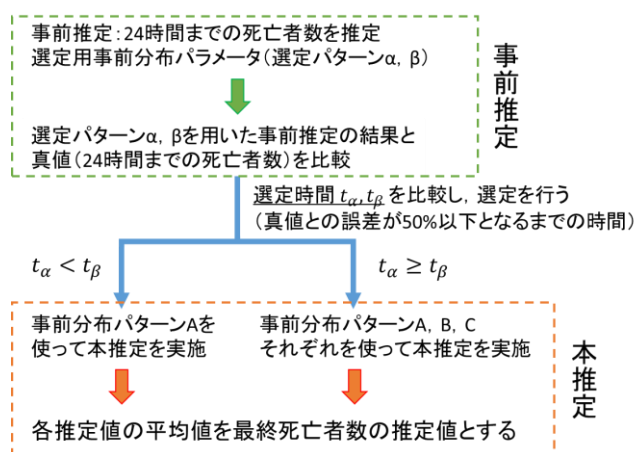 事前推定:24時間までの死亡者数を推定
選定用事前分布パラメータ(選定パターンα, β)
選定パターンα, βを用いた事前推定の結果と
真値(24時間までの死亡者数)を比較
事前推定
選定時間 tα,tβ を比較し, 選定を行う
(真値との誤差が50%以下となるまでの時間)
tα < tβ
tα ≥ tβ
事前分布パターンAを
使って本推定を実施
事前分布パターンA, B, C
それぞれを使って本推定を実施
各推定値の平均値を最終死亡者数の推定値とする
本推定